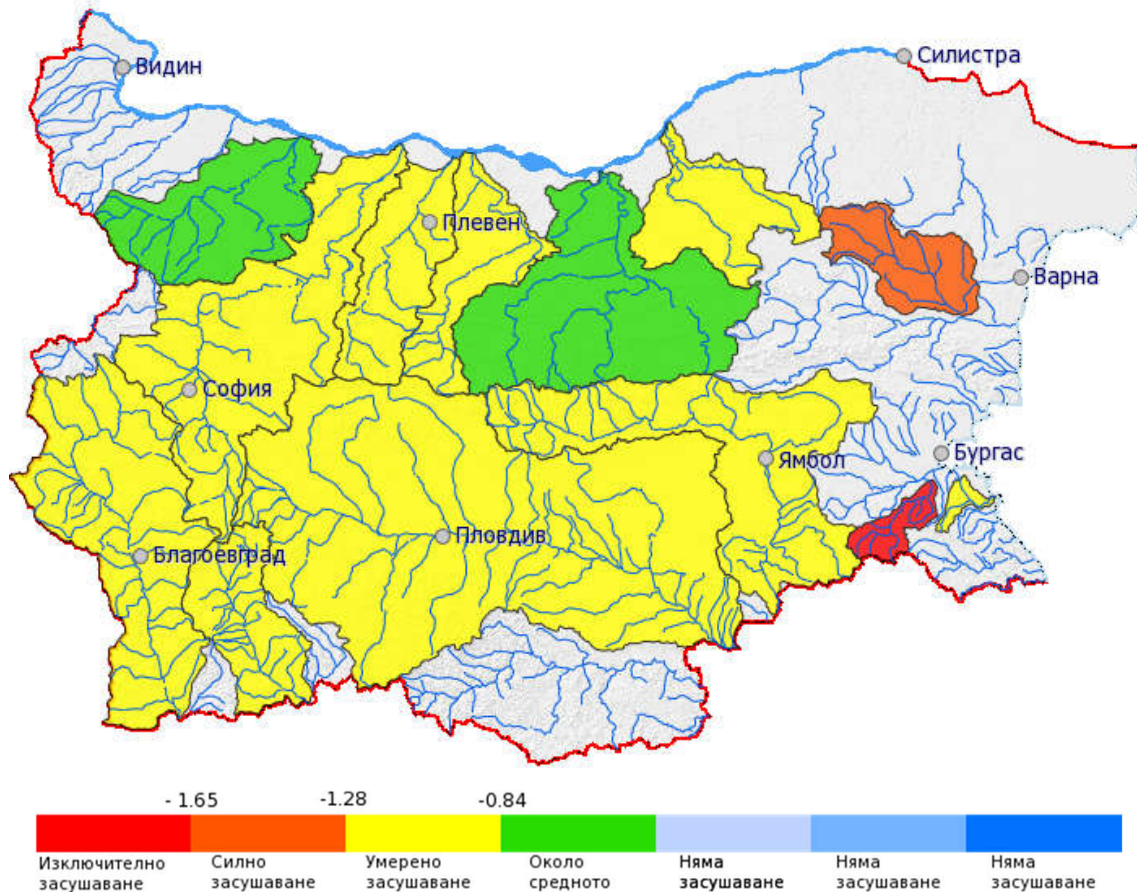 Видин
Силистра
Плевен
Варна
София
Бургас
Ямбол
Пловдив
Благоевград
- 1.65
-1.28
-0.84
Изключително
засушаване
Силно
засушаване
Умерено
засушаване
Около
средното
Няма
засушаване
Няма
засушаване
Няма
засушаване